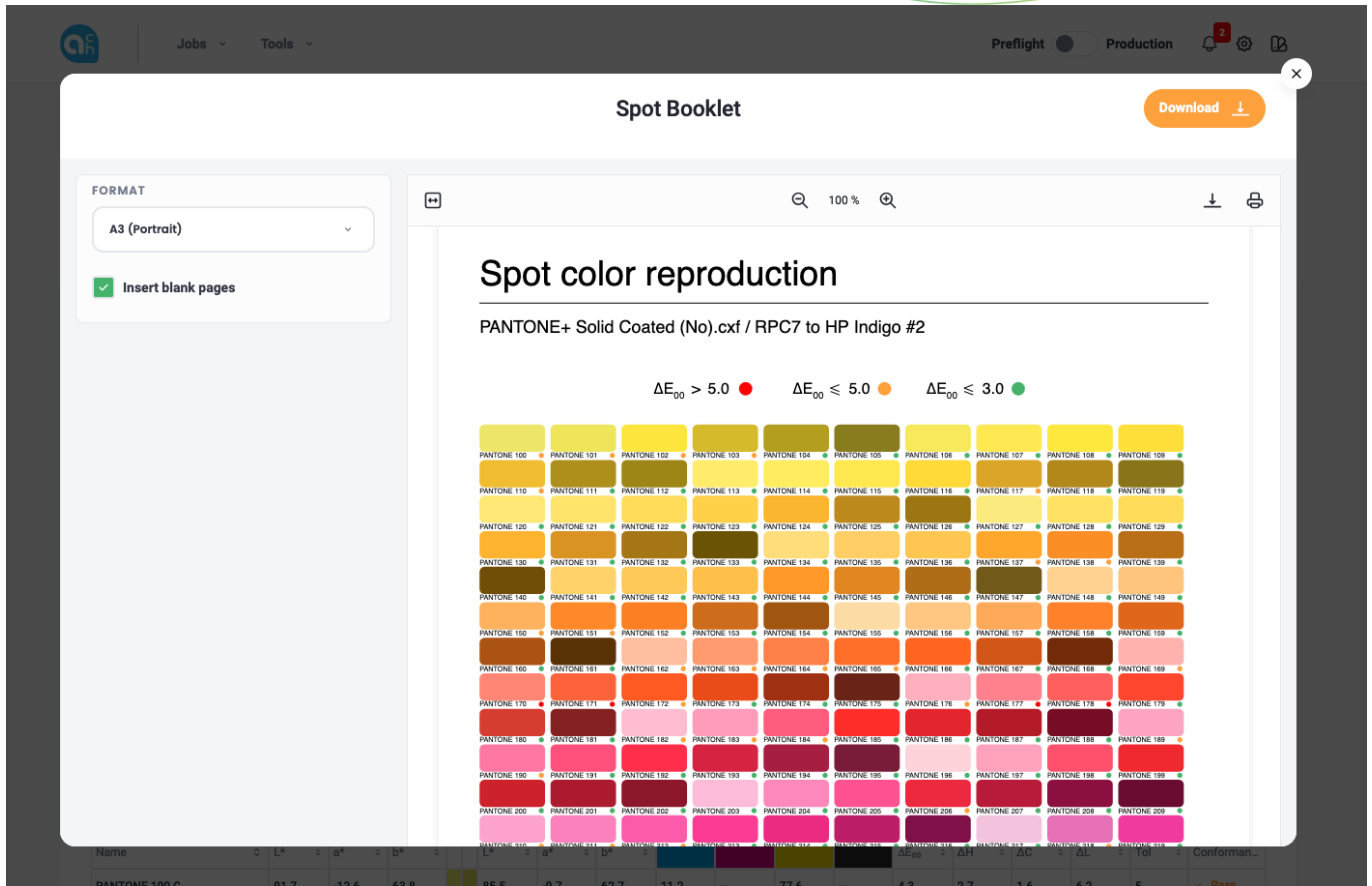 ach Jobs Tools Preflight Production 2
Spot Booklet Download
FORMAT
A3 (Portrait) 100 %
Insert blank pages
Spot color reproduction
PANTONE+ Solid Coated (No).cxf / RPC7 to HP Indigo #2
ΔE00 > 5.0 ΔE00 ⩽ 5.0 ΔE00 ⩽ 3.0
PANTONE 100 PANTONE 101 PANTONE 102 PANTONE 103 PANTONE 104 PANTONE 105 PANTONE 106 PANTONE 107 PANTONE 108 PANTONE 109
PANTONE 110 PANTONE 111 PANTONE 112 PANTONE 113 PANTONE 114 PANTONE 115 PANTONE 116 PANTONE 117 PANTONE 118 PANTONE 119
PANTONE 120 PANTONE 121 PANTONE 122 PANTONE 123 PANTONE 124 PANTONE 125 PANTONE 126 PANTONE 127 PANTONE 128 PANTONE 129
PANTONE 130 PANTONE 131 PANTONE 132 PANTONE 133 PANTONE 134 PANTONE 135 PANTONE 136 PANTONE 137 PANTONE 138 PANTONE 139
PANTONE 140 PANTONE 141 PANTONE 142 PANTONE 143 PANTONE 144 PANTONE 145 PANTONE 146 PANTONE 147 PANTONE 148 PANTONE 149
PANTONE 150 PANTONE 151 PANTONE 152 PANTONE 153 PANTONE 154 PANTONE 155 PANTONE 156 PANTONE 157 PANTONE 158 PANTONE 159
PANTONE 160 PANTONE 161 PANTONE 162 PANTONE 163 PANTONE 164 PANTONE 165 PANTONE 166 PANTONE 167 PANTONE 168 PANTONE 169
PANTONE 170 PANTONE 171 PANTONE 172 PANTONE 173 PANTONE 174 PANTONE 175 PANTONE 176 PANTONE 177 PANTONE 178 PANTONE 179
PANTONE 180 PANTONE 181 PANTONE 182 PANTONE 183 PANTONE 184 PANTONE 185 PANTONE 186 PANTONE 187 PANTONE 188 PANTONE 189
PANTONE 190 PANTONE 191 PANTONE 192 PANTONE 193 PANTONE 194 PANTONE 195 PANTONE 196 PANTONE 197 PANTONE 198 PANTONE 199
PANTONE 200 PANTONE 201 PANTONE 202 PANTONE 203 PANTONE 204 PANTONE 205 PANTONE 206 PANTONE 207 PANTONE 208 PANTONE 209
Name L* a* b* L* a* b* ΔE00 ΔH ΔC ΔL Tol Conforman...
PANTONE 100 C 91.7 -12.6 63.8 85.5 -9.7 62.7 11.2 77.6 4.3 2.7 1.6 6.2 5 Pass